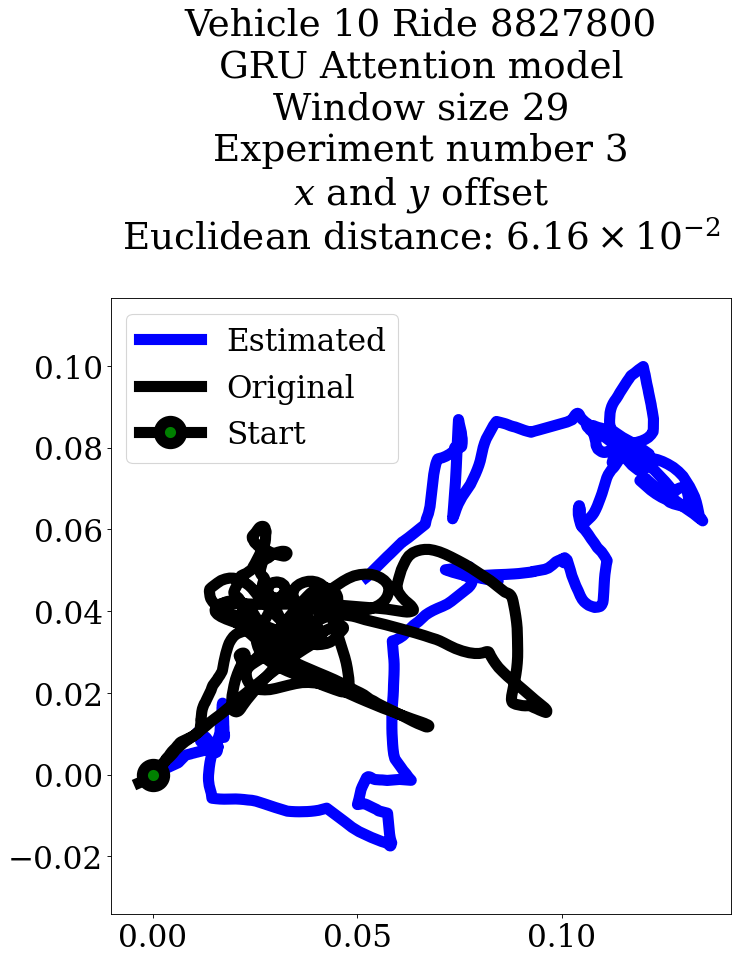 Vehicle 10 Ride 8827800
GRU Attention model
Window size 29
Experiment number 3
x and y offset
Euclidean distance: 6.16 × 10⁻²
Estimated
Original
Start
0.10
0.08
0.06
0.04
0.02
0.00
−0.02
0.00 0.05 0.10